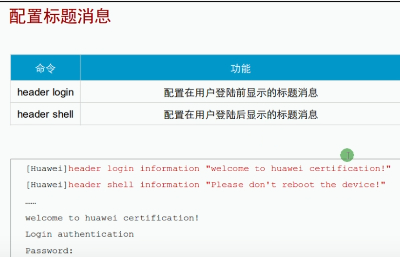 配置标题消息
命令 功能
header login 配置在用户登陆前显示的标题消息
header shell 配置在用户登陆后显示的标题消息
[Huawei]header login information "welcome to huawei certification!"
[Huawei]header shell information "Please don't reboot the device!"
……
welcome to huawei certification!
Login authentication
Password: